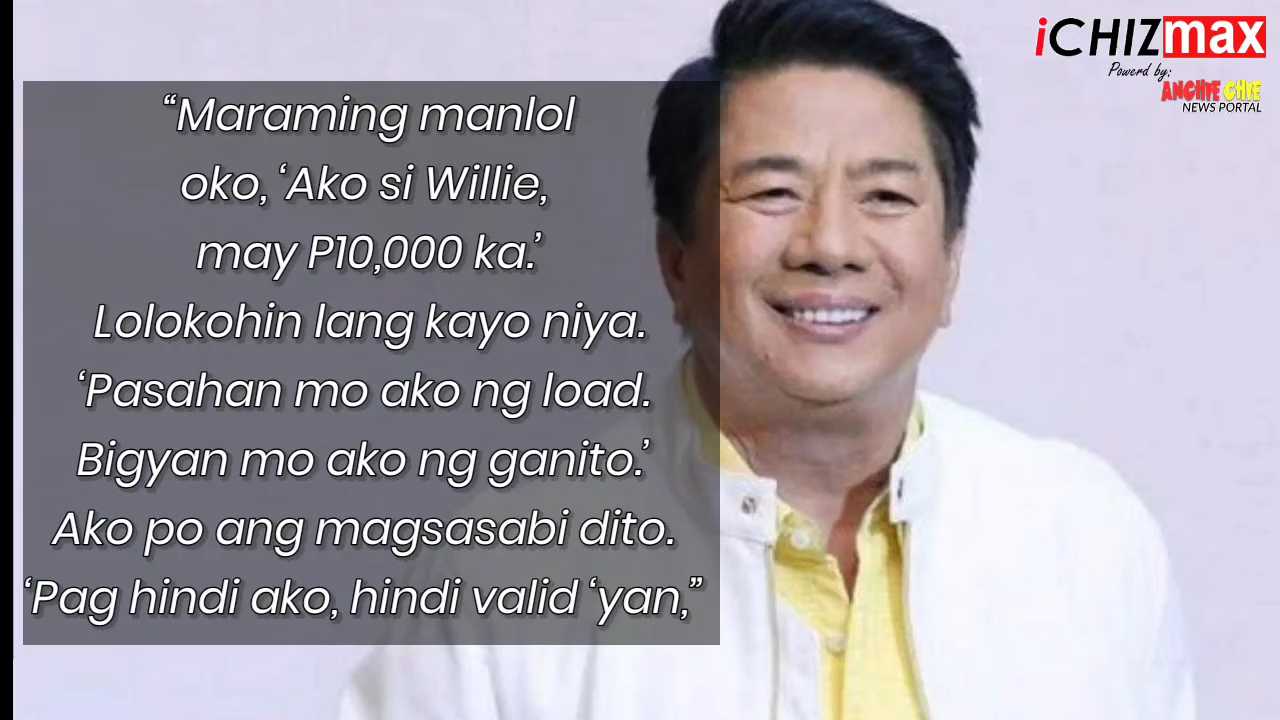 iCHIZmax
Powerd by:
ANCHIE CHIE
NEWS PORTAL
“Maraming manlol
oko, ‘Ako si Willie,
may P10,000 ka.’
Lolokohin lang kayo niya.
‘Pasahan mo ako ng load.
Bigyan mo ako ng ganito.’
Ako po ang magsasabi dito.
‘Pag hindi ako, hindi valid ‘yan,”